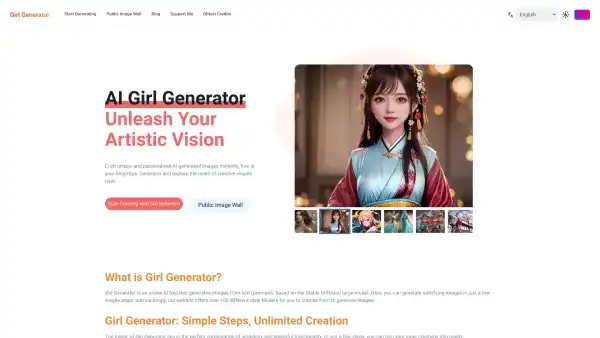 Girl Generator
Start Generating
Public Image Wall
Blog
Support Me
Obtain Credits
English
AI Girl Generator
Unleash Your
Artistic Vision
Craft unique and personalized AI-generated images instantly, free at
your fingertips. Generator and explore the realm of creative visuals
now!
Start Creating with Girl Generator
Public Image Wall
What is Girl Generator?
Girl Generator is an online AI tool that generates images from text (prompts), based on the Stable Diffusion large model. Here, you can generate satisfying images in just a few
simple steps, and excitingly, our website offers over 100 different style Models for you to choose from to generate images.
Girl Generator: Simple Steps, Unlimited Creation